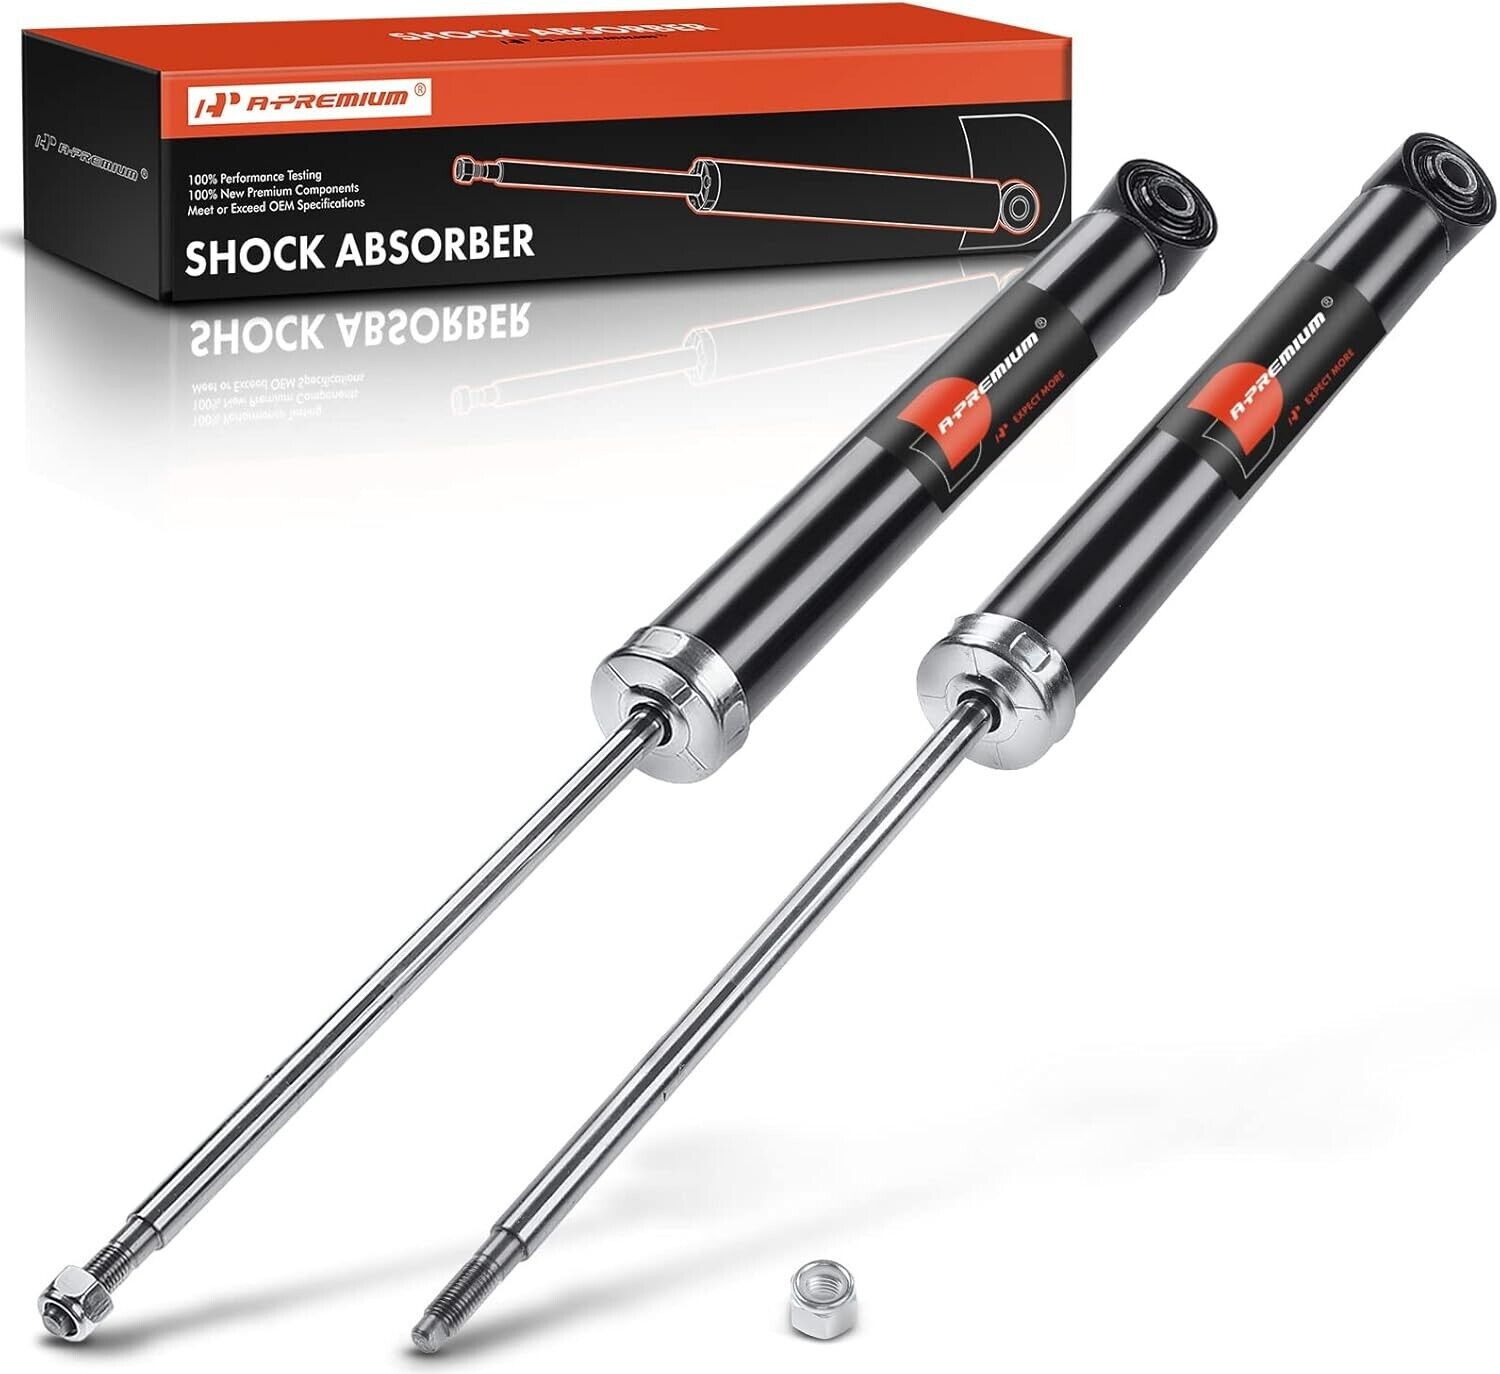 SHOCK ABSORBER
A-PREMIUM®
A-PREMIUM®
A-PREMIUM®
100% Performance Testing
100% New Premium Components
Meet or Exceed OEM Specifications
SHOCK ABSORBER
SHOCK ABSORBER
Meet or Exceed OEM Specifications
100% New Premium Components
100% Performance Testing
A-PREMIUM®
EXPECT MORE
A-PREMIUM®
EXPECT MORE